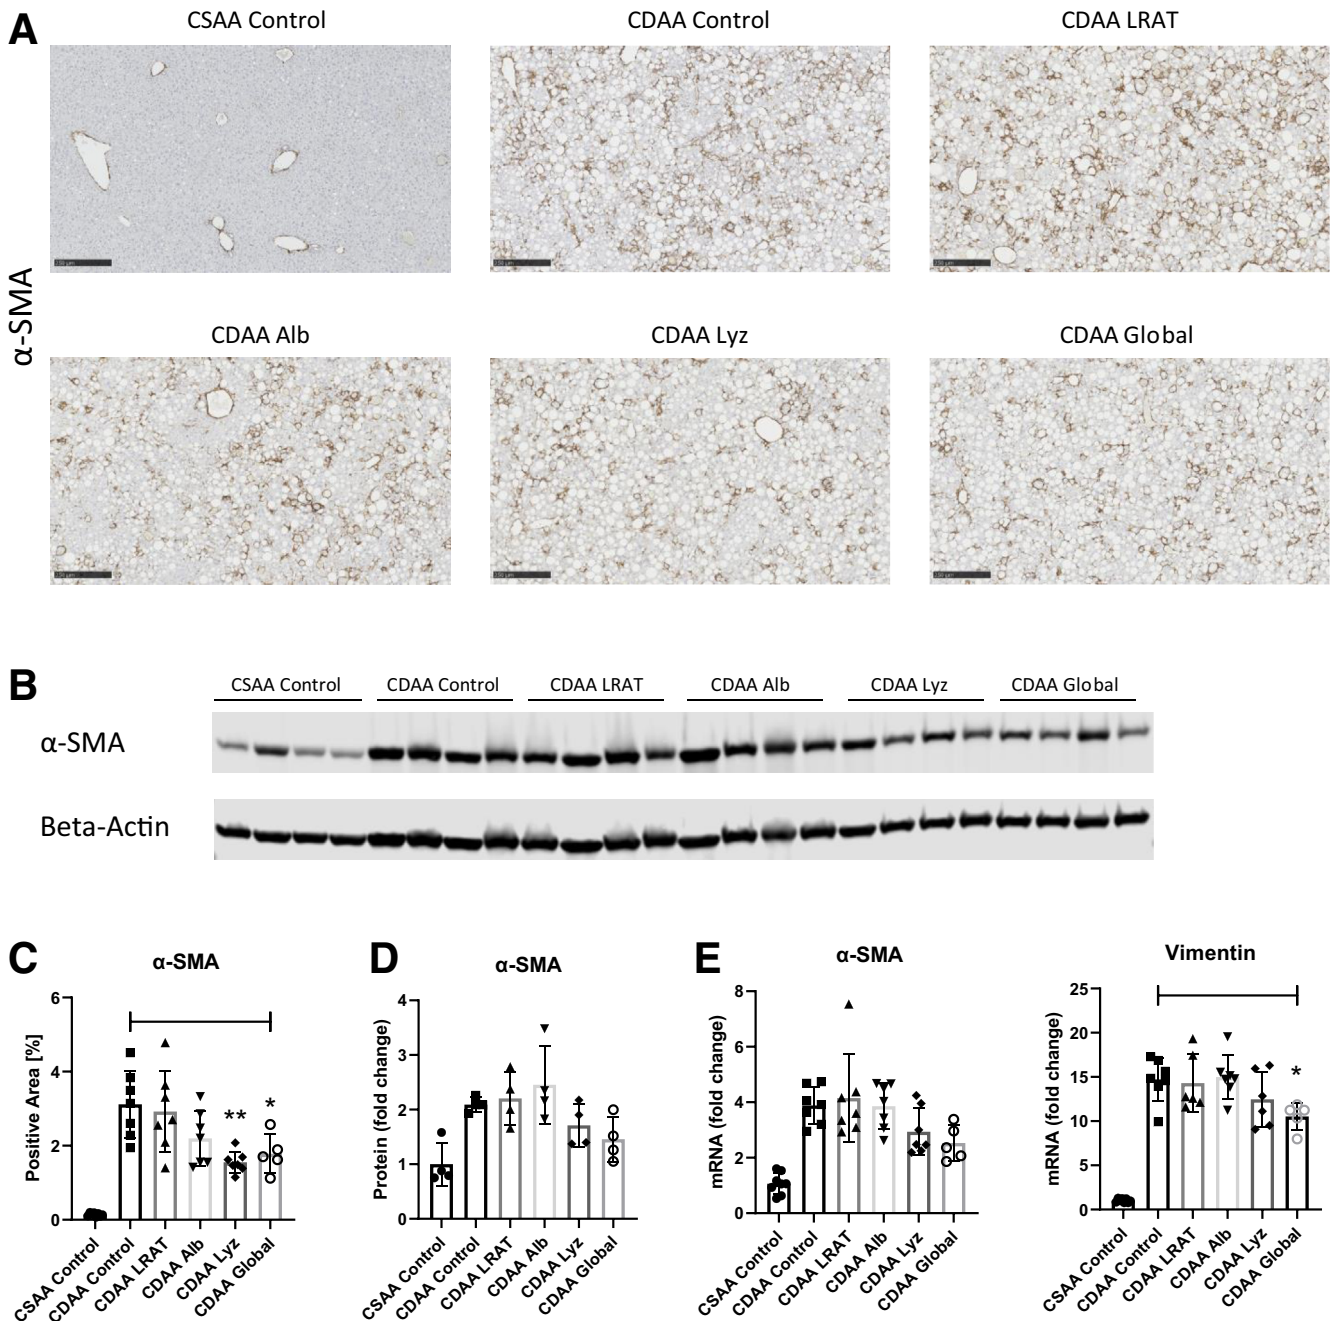 A
CSAA Control
CDAA Control
CDAA LRAT
α-SMA
CDAA Alb
CDAA Lyz
CDAA Global
B
CSAA Control
CDAA Control
CDAA LRAT
CDAA Alb
CDAA Lyz
CDAA Global
α-SMA
Beta-Actin
C
α-SMA
Positive Area [%]
6
4
2
0
**
*
CSAA Control
CDAA Control
CDAA LRAT
CDAA Alb
CDAA Lyz
CDAA Global
D
α-SMA
Protein (fold change)
4
3
2
1
0
CSAA Control
CDAA Control
CDAA LRAT
CDAA Alb
CDAA Lyz
CDAA Global
E
α-SMA
mRNA (fold change)
8
6
4
2
0
CSAA Control
CDAA Control
CDAA LRAT
CDAA Alb
CDAA Lyz
CDAA Global
Vimentin
mRNA (fold change)
25
20
15
10
5
0
*
CSAA Control
CDAA Control
CDAA LRAT
CDAA Alb
CDAA Lyz
CDAA Global